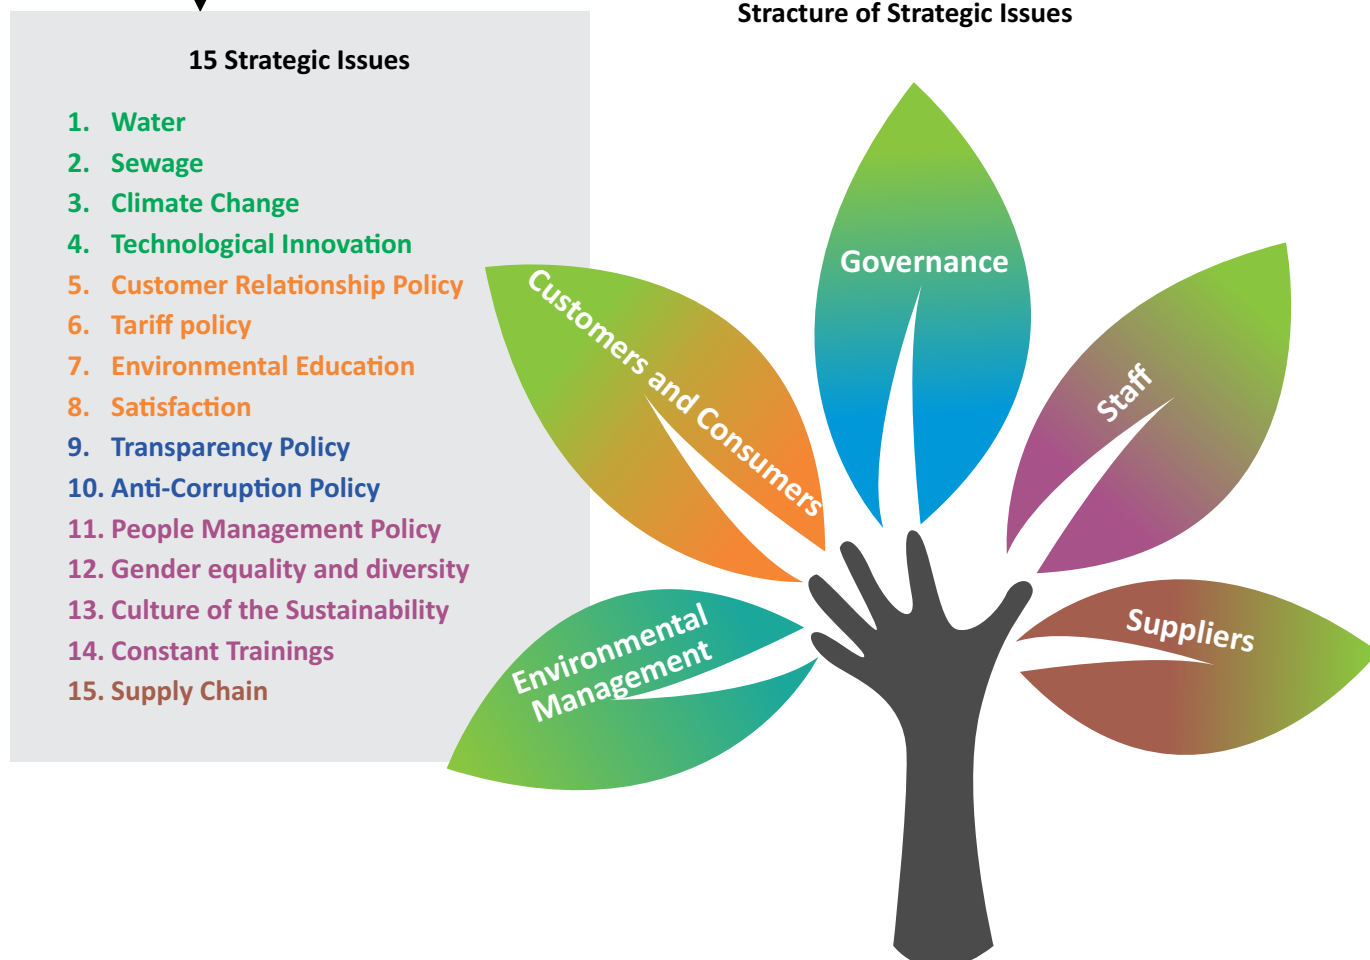 Stracture of Strategic Issues
15 Strategic Issues
1. Water
2. Sewage
3. Climate Change
4. Technological Innovation
5. Customer Relationship Policy
6. Tariff policy
7. Environmental Education
8. Satisfaction
9. Transparency Policy
10. Anti-Corruption Policy
11. People Management Policy
12. Gender equality and diversity
13. Culture of the Sustainability
14. Constant Trainings
15. Supply Chain
Governance
Customers and Consumers
Staff
Environmental
Management
Suppliers